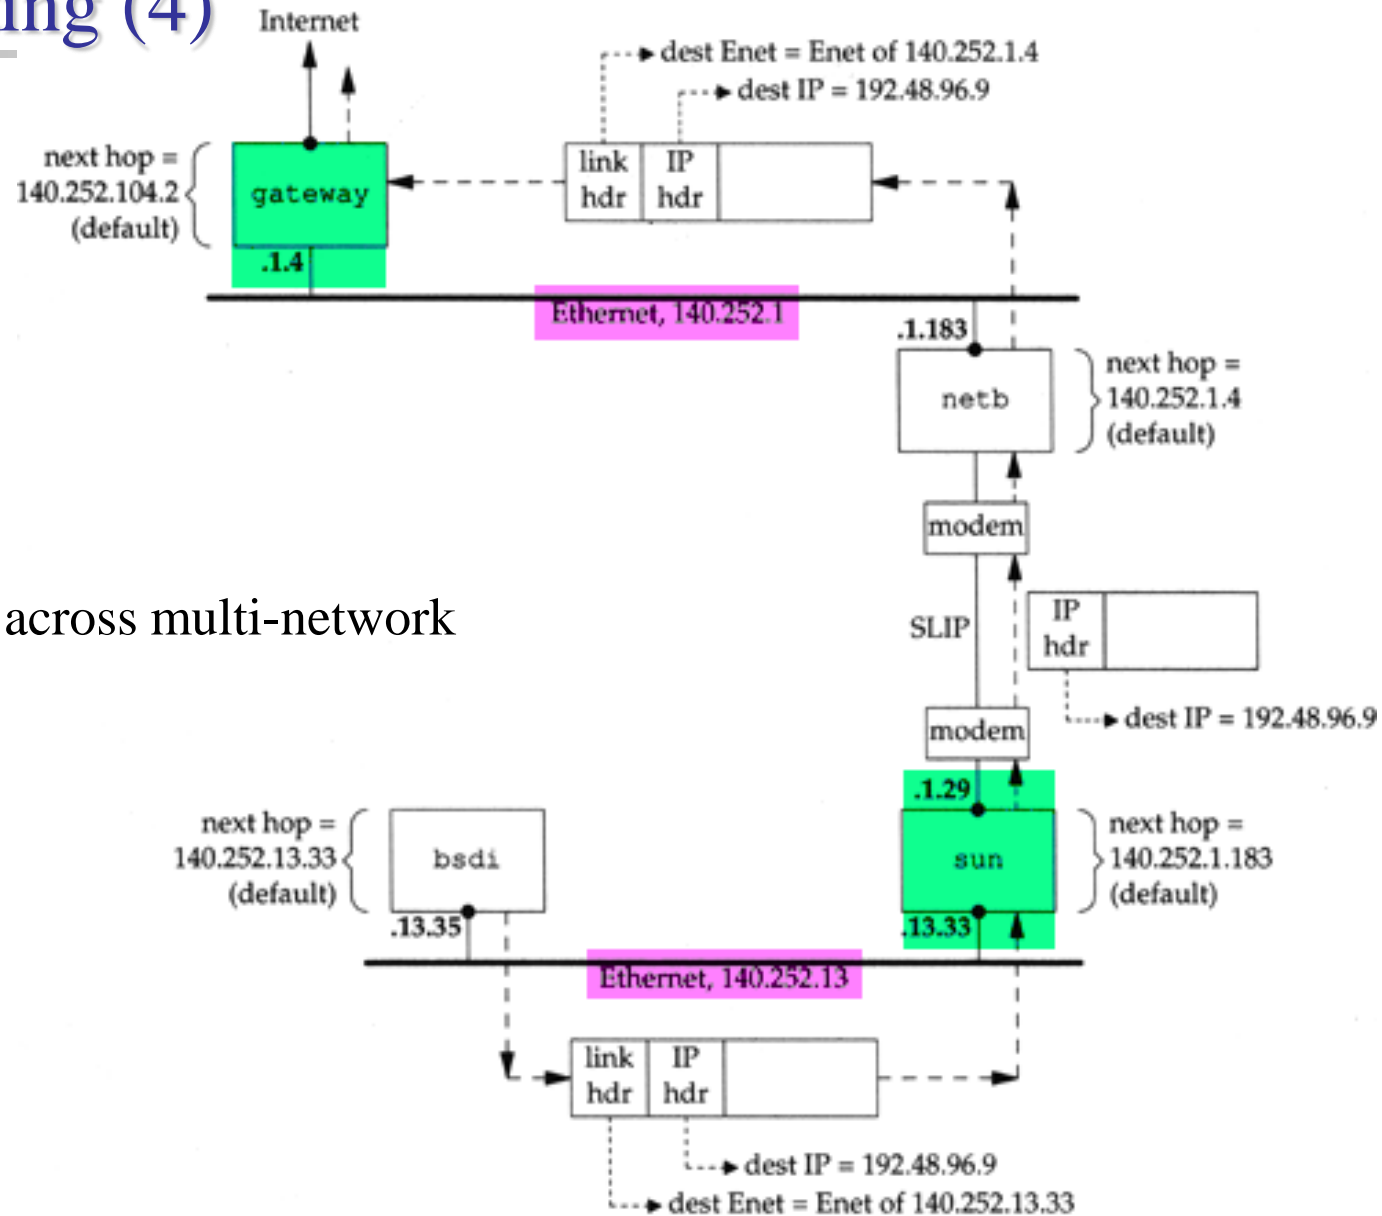 ing (4)
Internet
dest Enet = Enet of 140.252.1.4
dest IP = 192.48.96.9
next hop =
140.252.104.2
(default)
gateway
link
hdr
IP
hdr
.1.4
Ethernet, 140.252.1
.1.183
netb
next hop =
140.252.1.4
(default)
modem
across multi-network
SLIP
IP
hdr
dest IP = 192.48.96.9
modem
.1.29
next hop =
140.252.13.33
(default)
bsdi
sun
next hop =
140.252.1.183
(default)
.13.35
.13.33
Ethernet, 140.252.13
link
hdr
IP
hdr
dest IP = 192.48.96.9
dest Enet = Enet of 140.252.13.33